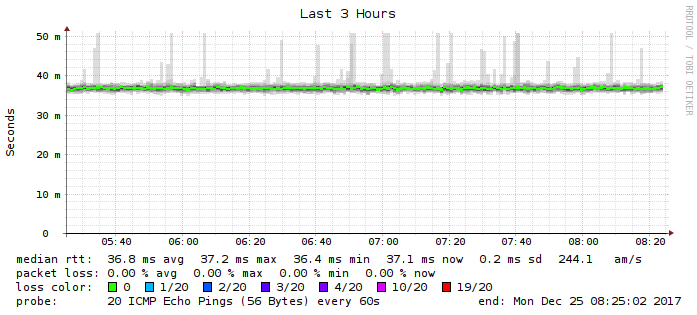 Last 3 Hours
RRDTOOL / TOBI OETIKER
Seconds
50 m
40 m
30 m
20 m
10 m
0
05:40 06:00 06:20 06:40 07:00 07:20 07:40 08:00 08:20
median rtt: 36.8 ms avg 37.2 ms max 36.4 ms min 37.1 ms now 0.2 ms sd 244.1 am/s
packet loss: 0.00 % avg 0.00 % max 0.00 % min 0.00 % now
loss color: 0 1/20 2/20 3/20 4/20 10/20 19/20
probe: 20 ICMP Echo Pings (56 Bytes) every 60s end: Mon Dec 25 08:25:02 2017